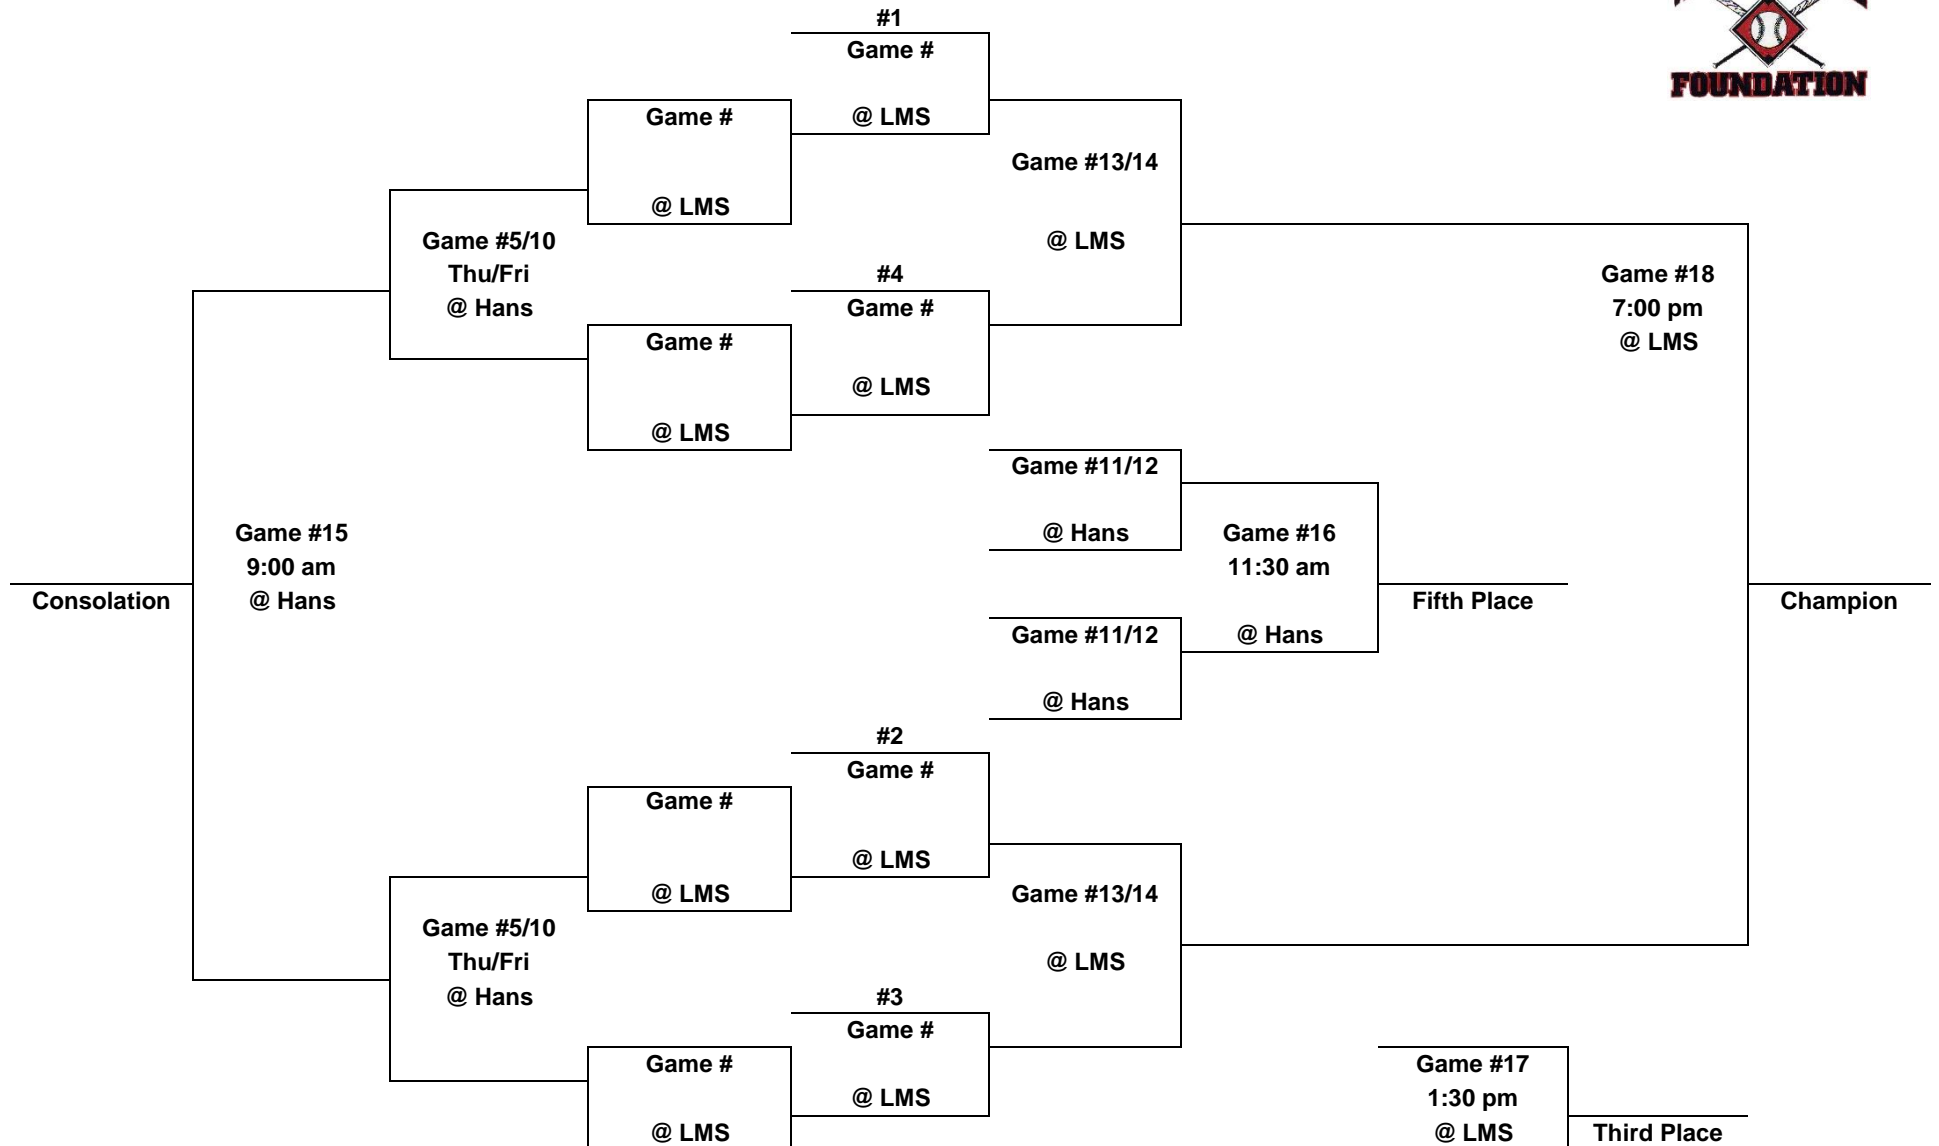 #1
Game #
@ LMS
FOUNDATION
Game #
@ LMS
Game #13/14
@ LMS
Game #5/10
Thu/Fri
@ Hans
#4
Game #
@ LMS
Game #18
7:00 pm
@ LMS
Game #
@ LMS
Game #11/12
@ Hans
Game #15
9:00 am
@ Hans
Consolation
Game #16
11:30 am
@ Hans
Fifth Place
Champion
Game #11/12
@ Hans
#2
Game #
@ LMS
Game #
@ LMS
Game #13/14
@ LMS
Game #5/10
Thu/Fri
@ Hans
#3
Game #
@ LMS
Game #
@ LMS
Game #17
1:30 pm
@ LMS
Third Place